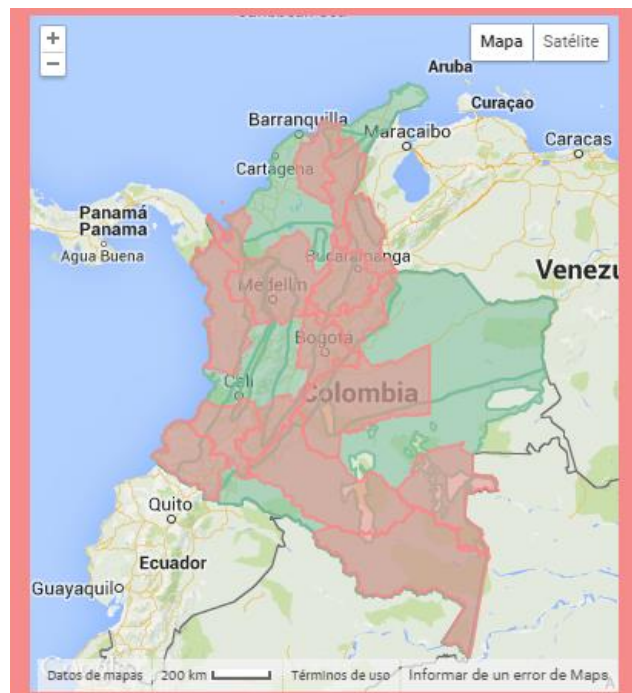 +
Mapa Satélite
−
Aruba
Curaçao
Barranquilla
Maracaibo
Caracas
Cartagena
Panamá
Panama
Agua Buena
Bucaramanga
Venezu
Medellín
Bogotá
Cali
Colombia
Quito
Ecuador
Guayaquil
Datos de mapas 200 km Términos de uso Informar de un error de Maps